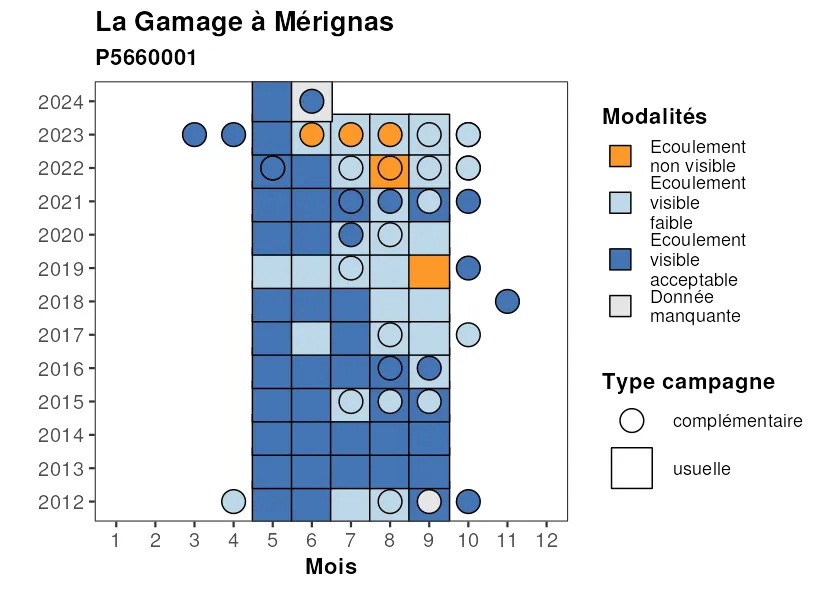 La Gamage à Mérignas
P5660001
2024
2023
2022
2021
2020
2019
2018
2017
2016
2015
2014
2013
2012
1 2 3 4 5 6 7 8 9 10 11 12
Mois
Modalités
Ecoulement
non visible
Ecoulement
visible
faible
Ecoulement
visible
acceptable
Donnée
manquante
Type campagne
complémentaire
usuelle